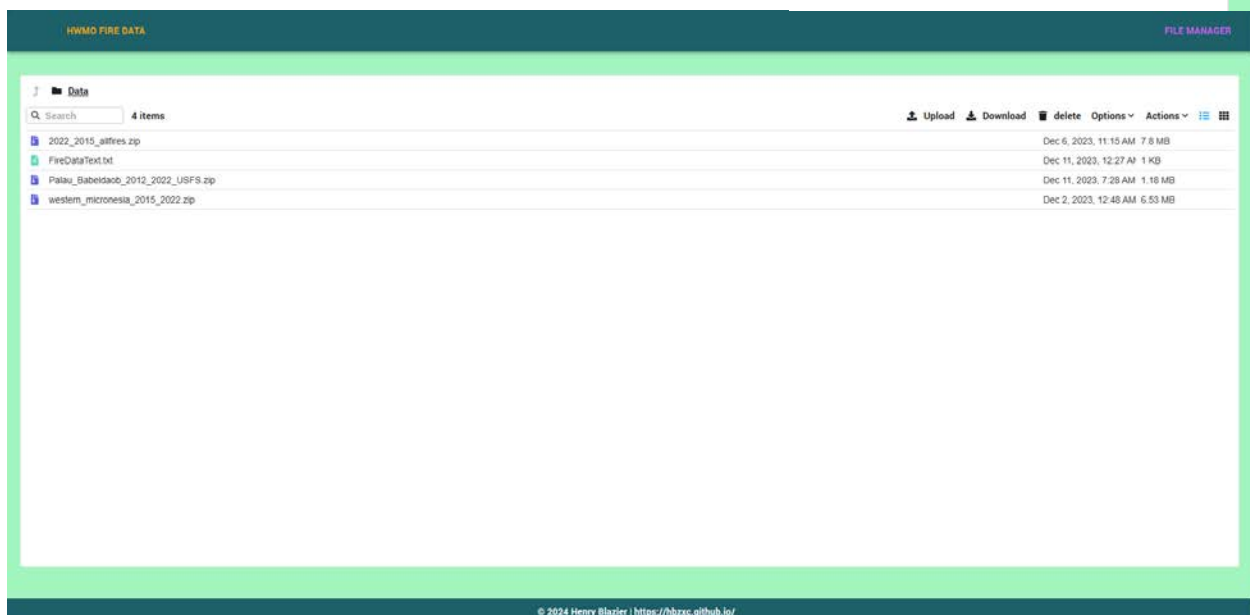 HWMO FIRE DATA FILE MANAGER
Data
Search 4 items Upload Download delete Options Actions
2022_2015_allfires.zip Dec 6, 2023, 11:15 AM 7.8 MB
FireDataText.txt Dec 11, 2023, 12:27 AM 1 KB
Palau_Babeldaob_2012_2022_USFS.zip Dec 11, 2023, 7:28 AM 1.18 MB
western_micronesia_2015_2022.zip Dec 2, 2023, 12:48 AM 6.53 MB
© 2024 Henry Blazier | https://hbzxc.github.io/